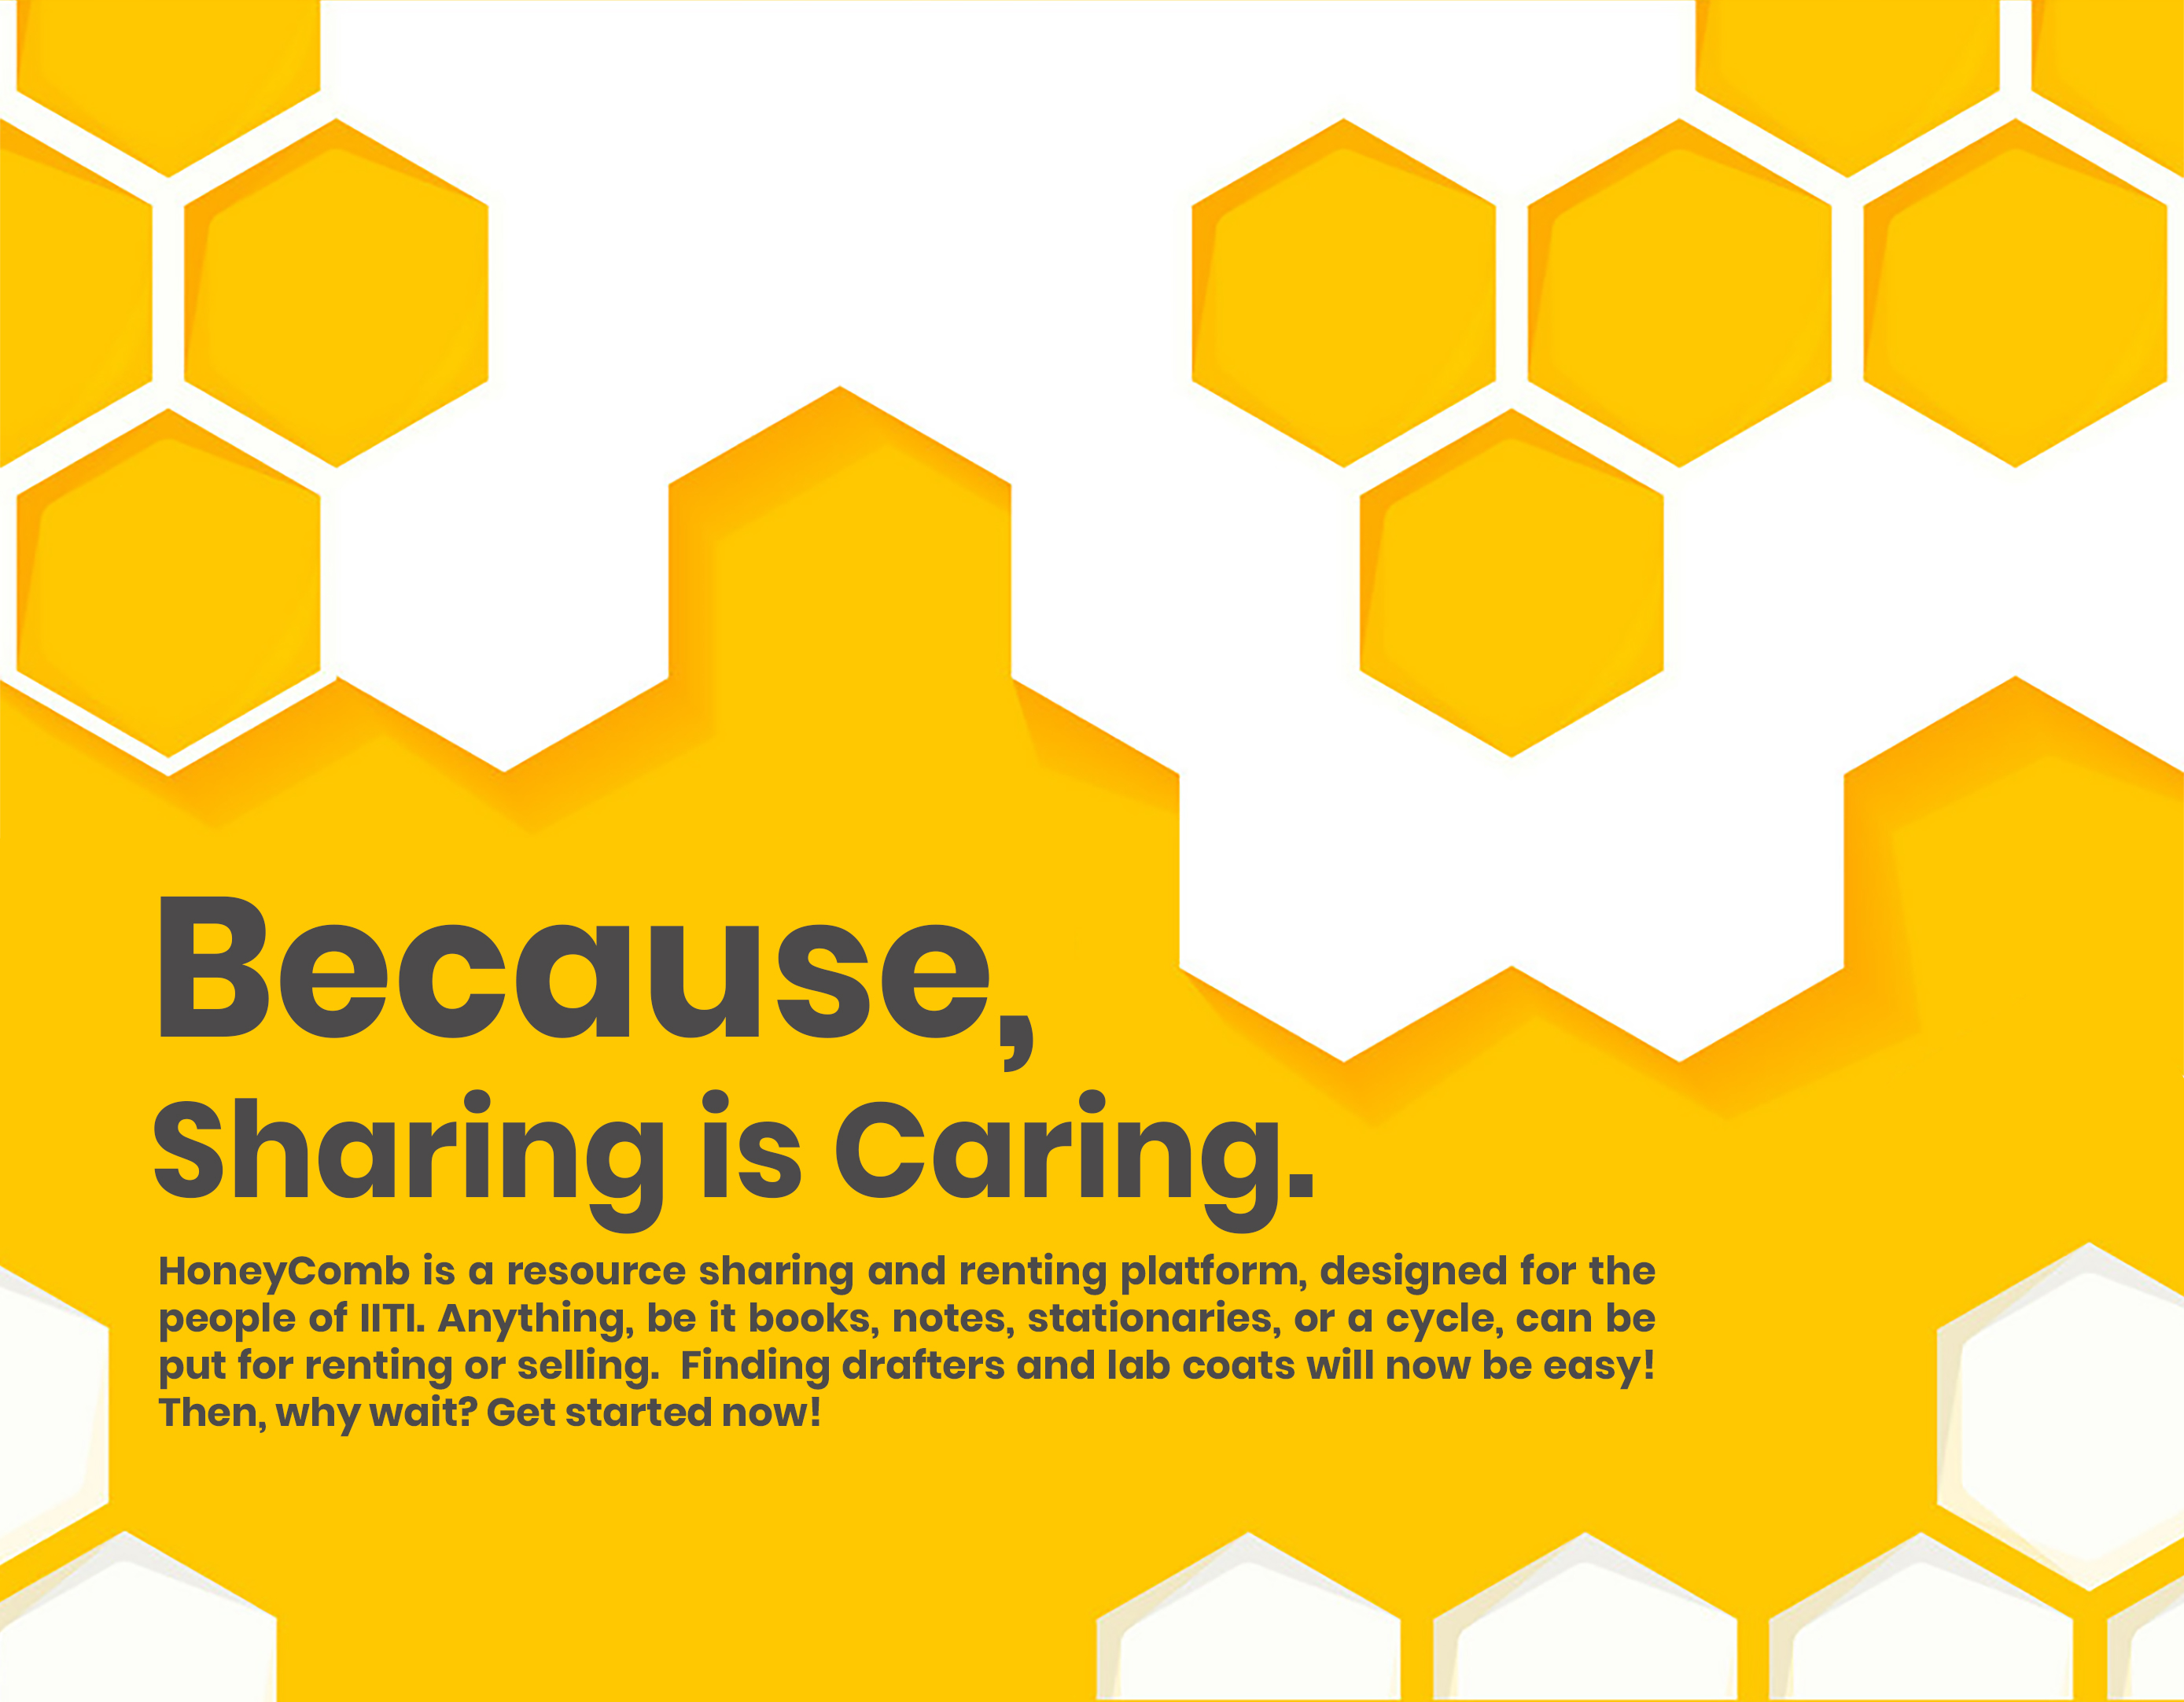 Because,
Sharing is Caring.
HoneyComb is a resource sharing and renting platform, designed for the
people of IITI. Anything, be it books, notes, stationaries, or a cycle, can be
put for renting or selling.  Finding drafters and lab coats will now be easy!
Then, why wait? Get started now!